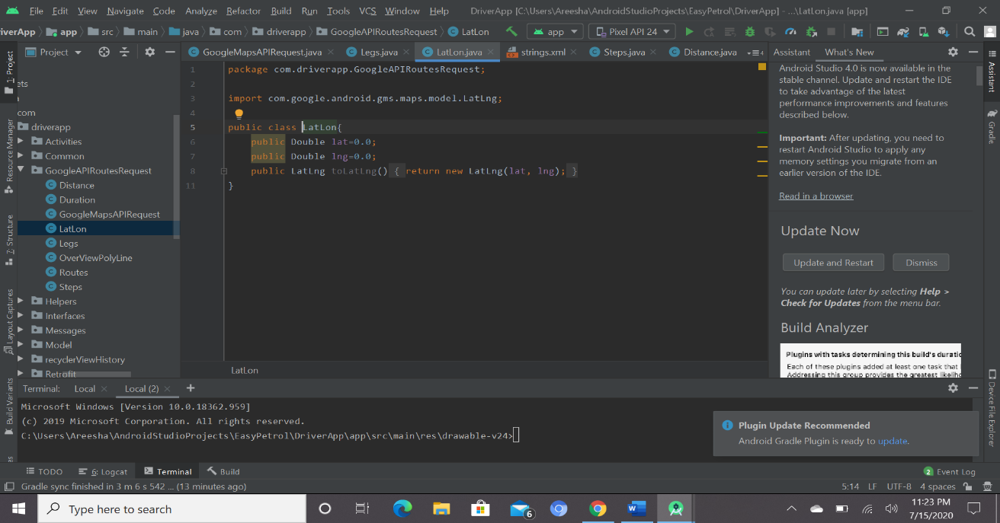 File Edit View Navigate Code Analyze Refactor Build Run Tools VCS Window Help DriverApp [C:\Users\Areesha\AndroidStudioProjects\EasyPetrol\DriverApp] - ...\LatLon.java [app]
iverApp app src main java com driverapp GoogleAPIRoutesRequest LatLon app Pixel API 24
Project
GoogleMapsAPIRequest.java Legs.java LatLon.java strings.xml Steps.java Distance.java 4
Assistant What's New
1: Project
Resource Manager
7: Structure
Layout Captures
Build Variants
ets
com
driverapp
Activities
Common
GoogleAPIRoutesRequest
Distance
Duration
GoogleMapsAPIRequest
LatLon
Legs
OverViewPolyLine
Routes
Steps
Helpers
Interfaces
Messages
Model
recyclerViewHistory
Retrofit
1 package com.driverapp.GoogleAPIRoutesRequest;
2
3 import com.google.android.gms.maps.model.LatLng;
4
5 public class LatLon{
6 public Double lat=0.0;
7 public Double lng=0.0;
8 public LatLng toLatLng() { return new LatLng(lat, lng); }
11 }
LatLon
Android Studio 4.0 is now available in the
stable channel. Update and restart the IDE
to take advantage of the latest
performance improvements and features
described below.
Important: After updating, you need to
restart Android Studio to apply any
memory settings you migrate from an
earlier version of the IDE.
Read in a browser
Update Now
Update and Restart Dismiss
You can update later by selecting Help >
Check for Updates from the menu bar.
Build Analyzer
Plugins with tasks determining this build's duratio
Each of these plugins added at least one task that
Addressing this group provides the greatest likeliho
Assistant
Gradle
Device File Explorer
Terminal: Local Local (2) +
Microsoft Windows [Version 10.0.18362.959]
(c) 2019 Microsoft Corporation. All rights reserved.
C:\Users\Areesha\AndroidStudioProjects\EasyPetrol\DriverApp\app\src\main\res\drawable-v24>
Plugin Update Recommended
Android Gradle Plugin is ready to update.
TODO 6: Logcat Terminal Build 2 Event Log
Gradle sync finished in 3 m 6 s 542 ... (13 minutes ago) 5:14 LF UTF-8 4 spaces
Type here to search 6 11:23 PM
7/15/2020